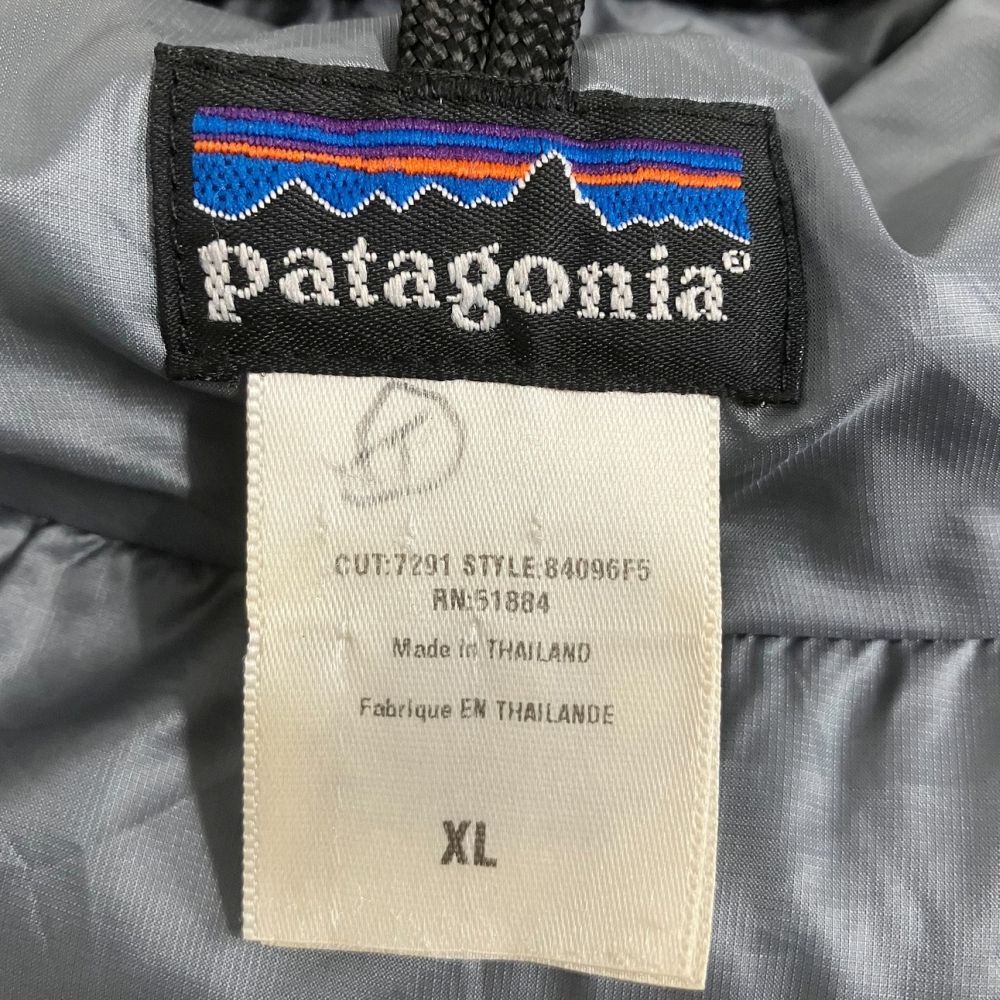 patagonia®
CUT:7291 STYLE:84096F5
RN:51884
Made in THAILAND
Fabrique EN THAILANDE
XL